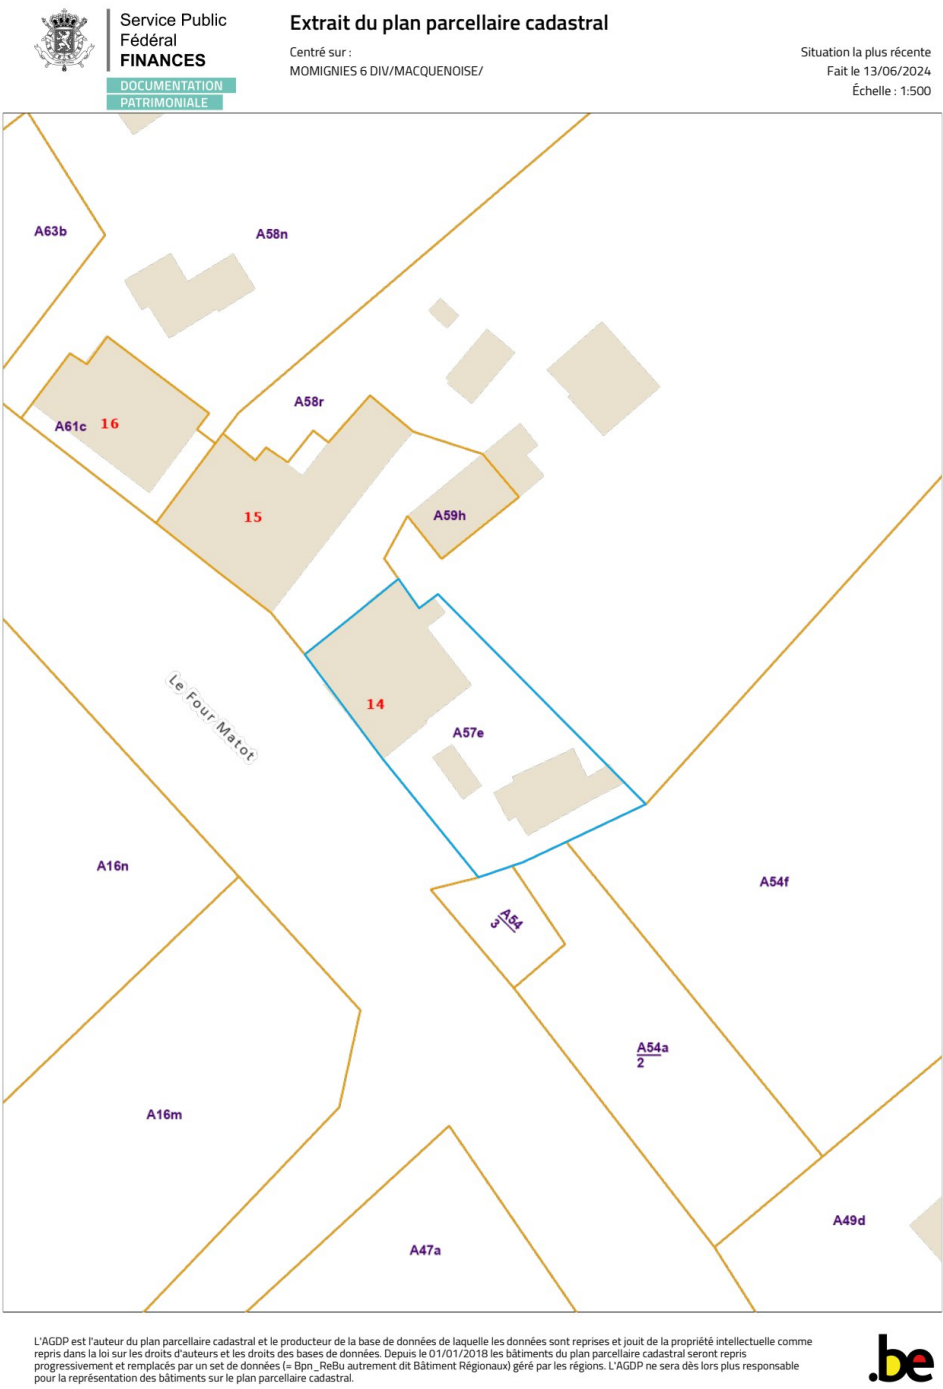 Service Public
Fédéral
FINANCES
DOCUMENTATION
PATRIMONIALE
Extrait du plan parcellaire cadastral
Centré sur :
MOMIGNIES 6 DIV/MACQUENOISE/
Situation la plus récente
Fait le 13/06/2024
Échelle : 1:500
A63b
A58n
A58r
A61c
16
15
A59h
14
A57e
Le Four Matot
A16n
A54f
A54
3
A54a
2
A16m
A49d
A47a
L'AGDP est l'auteur du plan parcellaire cadastral et le producteur de la base de données de laquelle les données sont reprises et jouit de la propriété intellectuelle comme
repris dans la loi sur les droits d'auteurs et les droits des bases de données. Depuis le 01/01/2018 les bâtiments du plan parcellaire cadastral seront repris
progressivement et remplacés par un set de données (= Bpn_ReBu autrement dit Bâtiment Régionaux) géré par les régions. L'AGDP ne sera dès lors plus responsable
pour la représentation des bâtiments sur le plan parcellaire cadastral.
.be